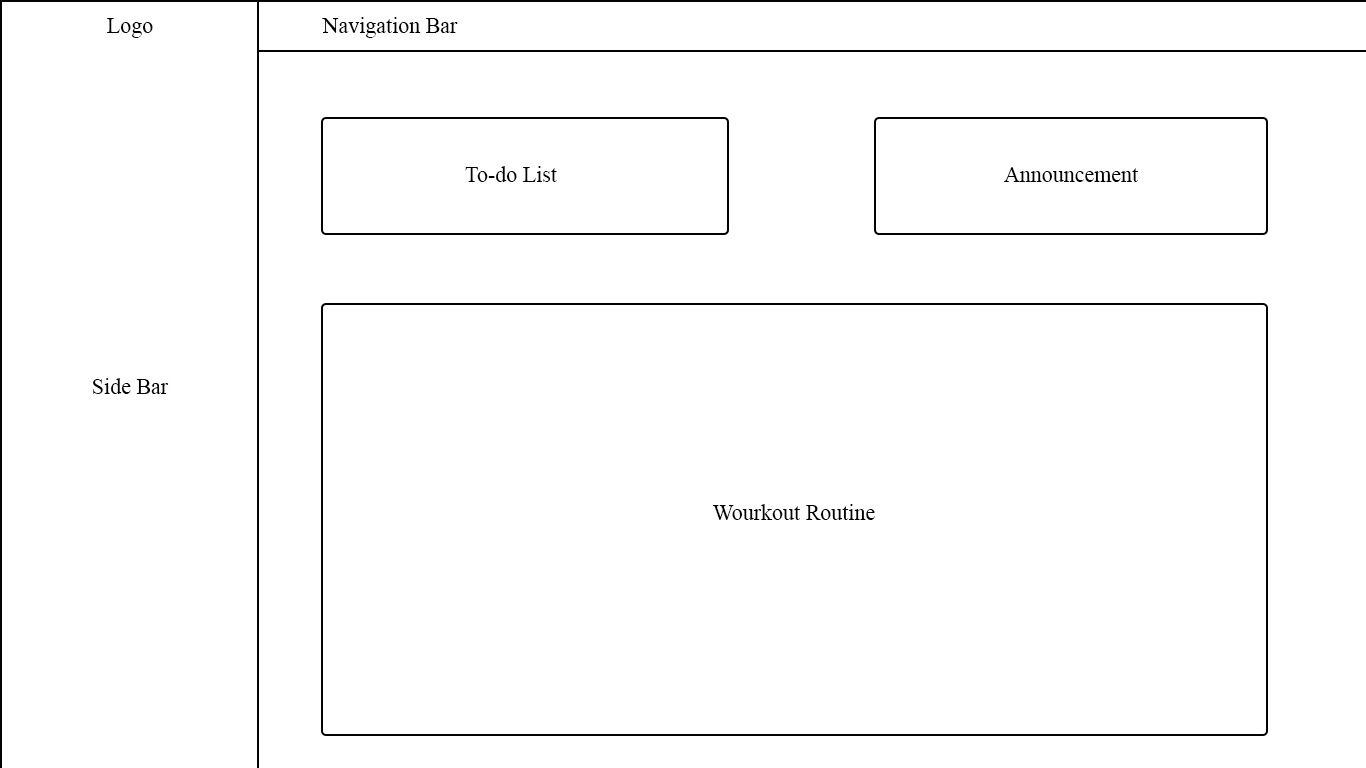 Logo
Navigation Bar
To-do List
Announcement
Side Bar
Wourkout Routine